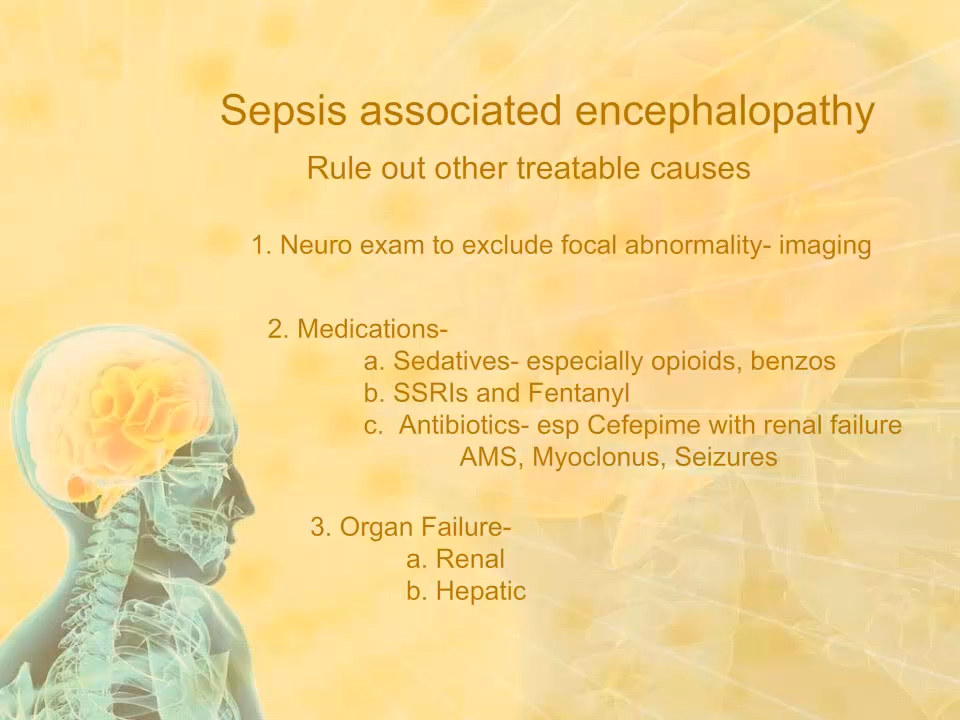 Sepsis associated encephalopathy
Rule out other treatable causes
1. Neuro exam to exclude focal abnormality- imaging
2. Medications-
a. Sedatives- especially opioids, benzos
b. SSRIs and Fentanyl
c. Antibiotics- esp Cefepime with renal failure
AMS, Myoclonus, Seizures
3. Organ Failure-
a. Renal
b. Hepatic